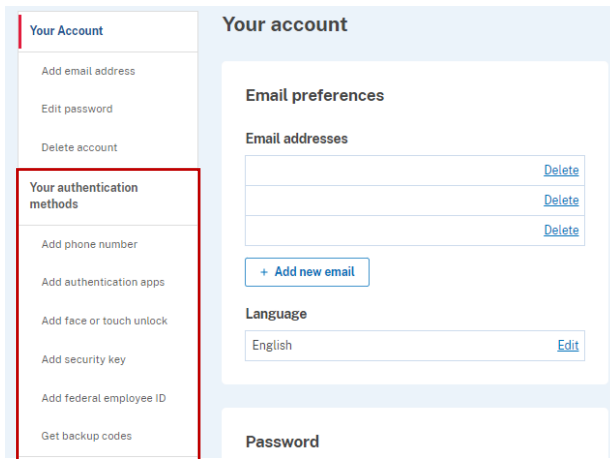 Your Account
Add email address
Edit password
Delete account
Your authentication
methods
Add phone number
Add authentication apps
Add face or touch unlock
Add security key
Add federal employee ID
Get backup codes
Your account
Email preferences
Email addresses
Delete
Delete
Delete
+ Add new email
Language
English Edit
Password